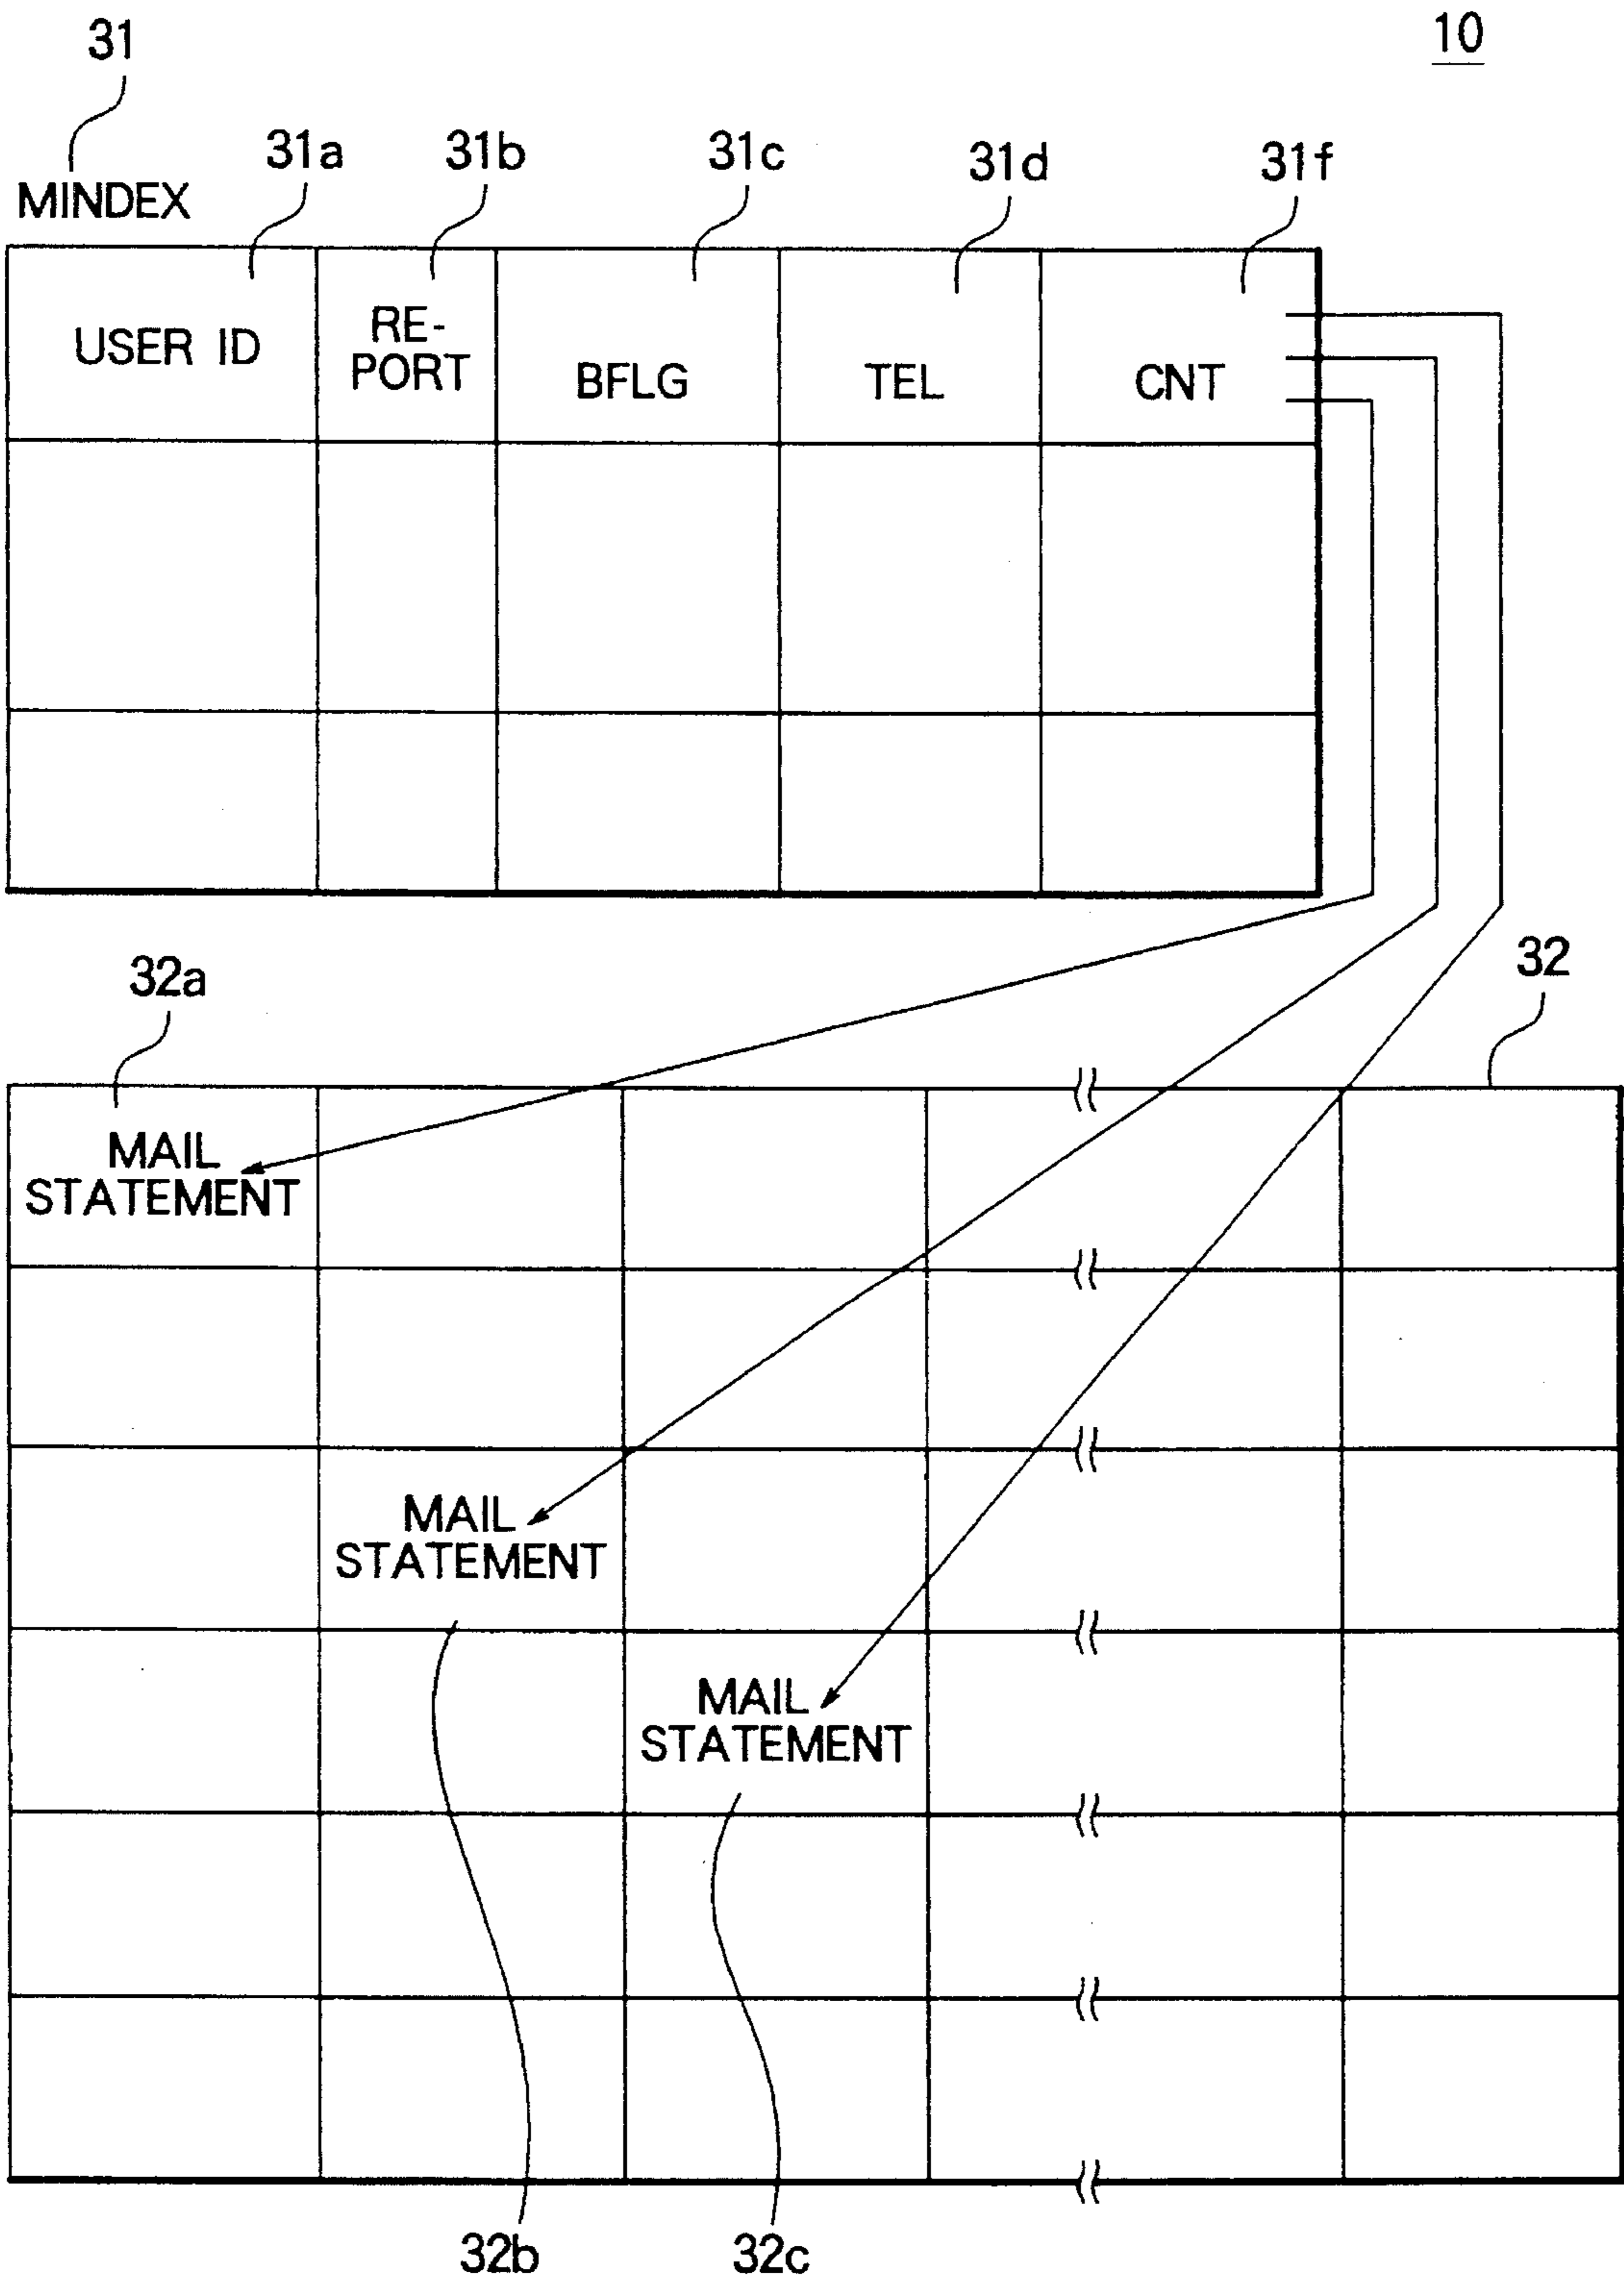 10
31
31a 31b 31c 31d 31f
MINDEX
USER ID
RE-
PORT
BFLG
TEL
CNT
32a
32
MAIL
STATEMENT
MAIL
STATEMENT
MAIL
STATEMENT
32b 32c